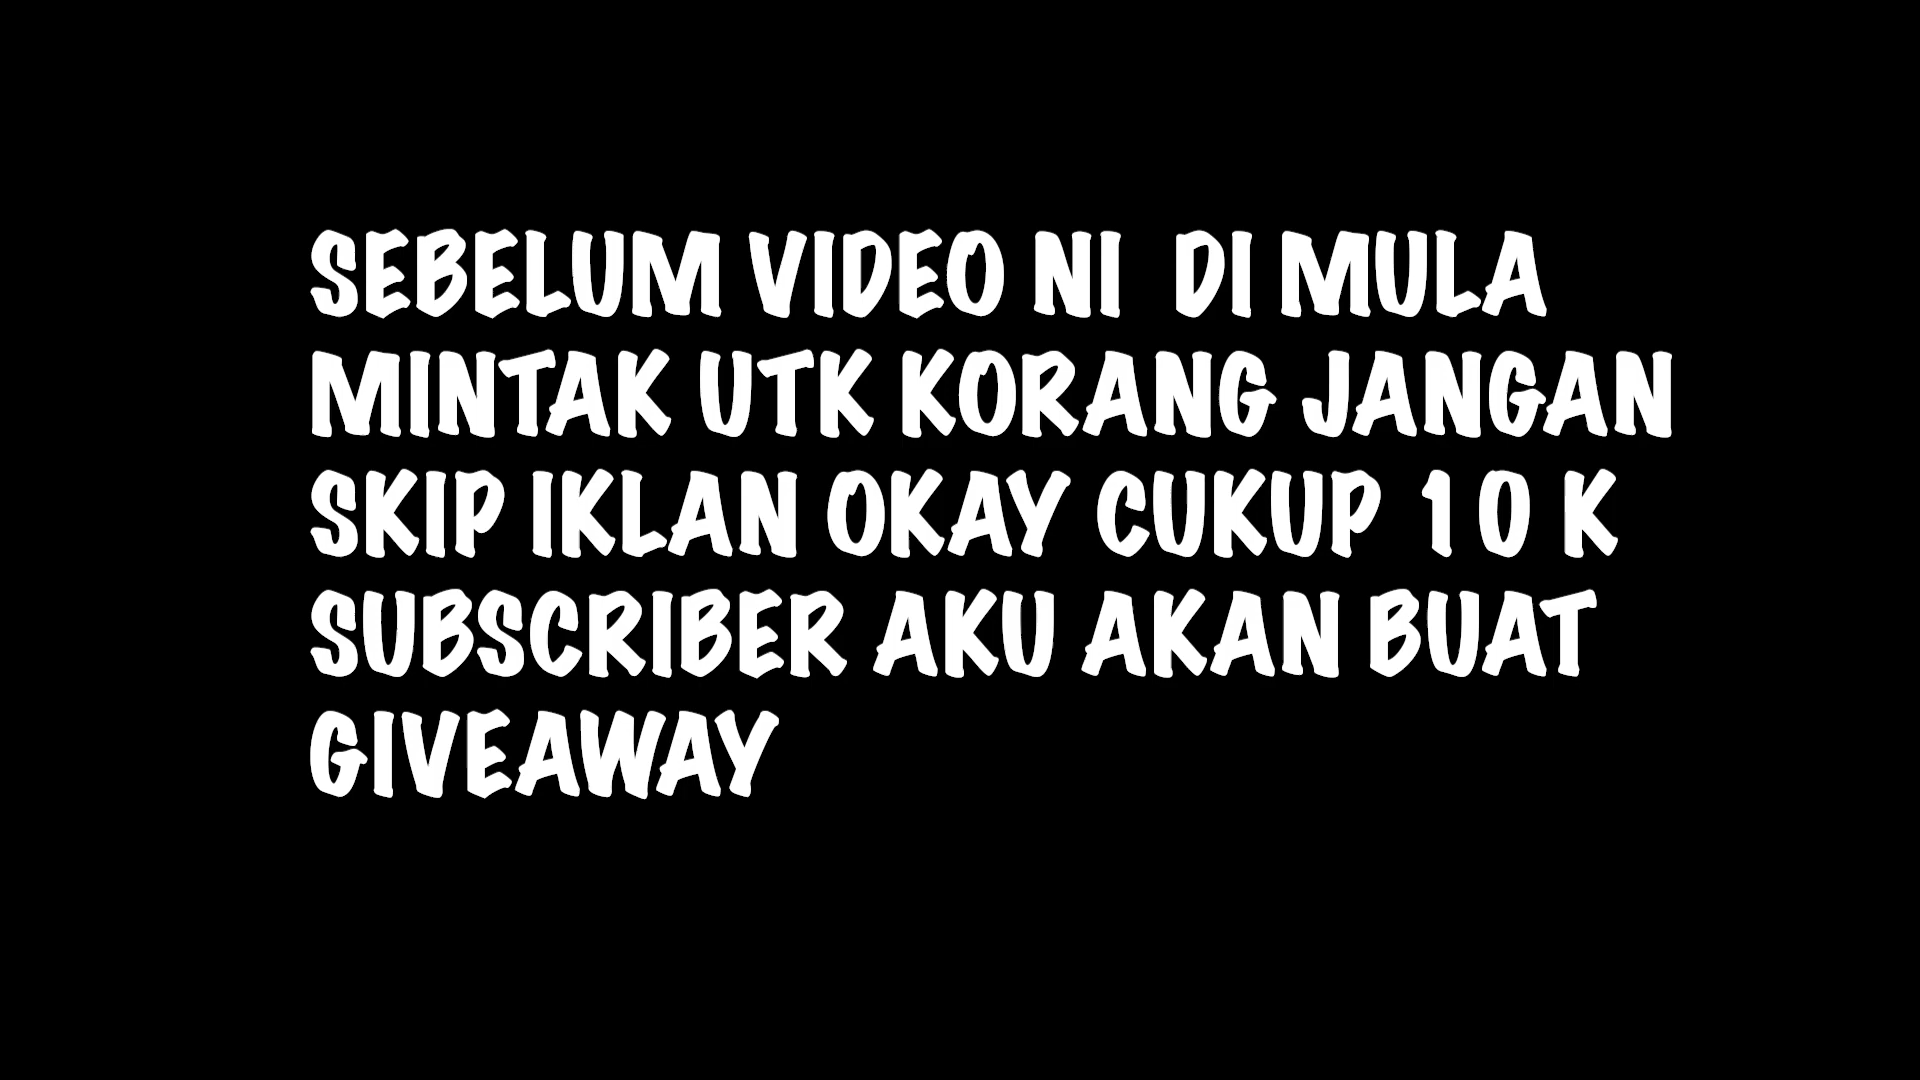 SEBELUM VIDEO NI  DI MULA
MINTAK UTK KORANG JANGAN
SKIP IKLAN OKAY CUKUP 10 K
SUBSCRIBER AKU AKAN BUAT
GIVEAWAY